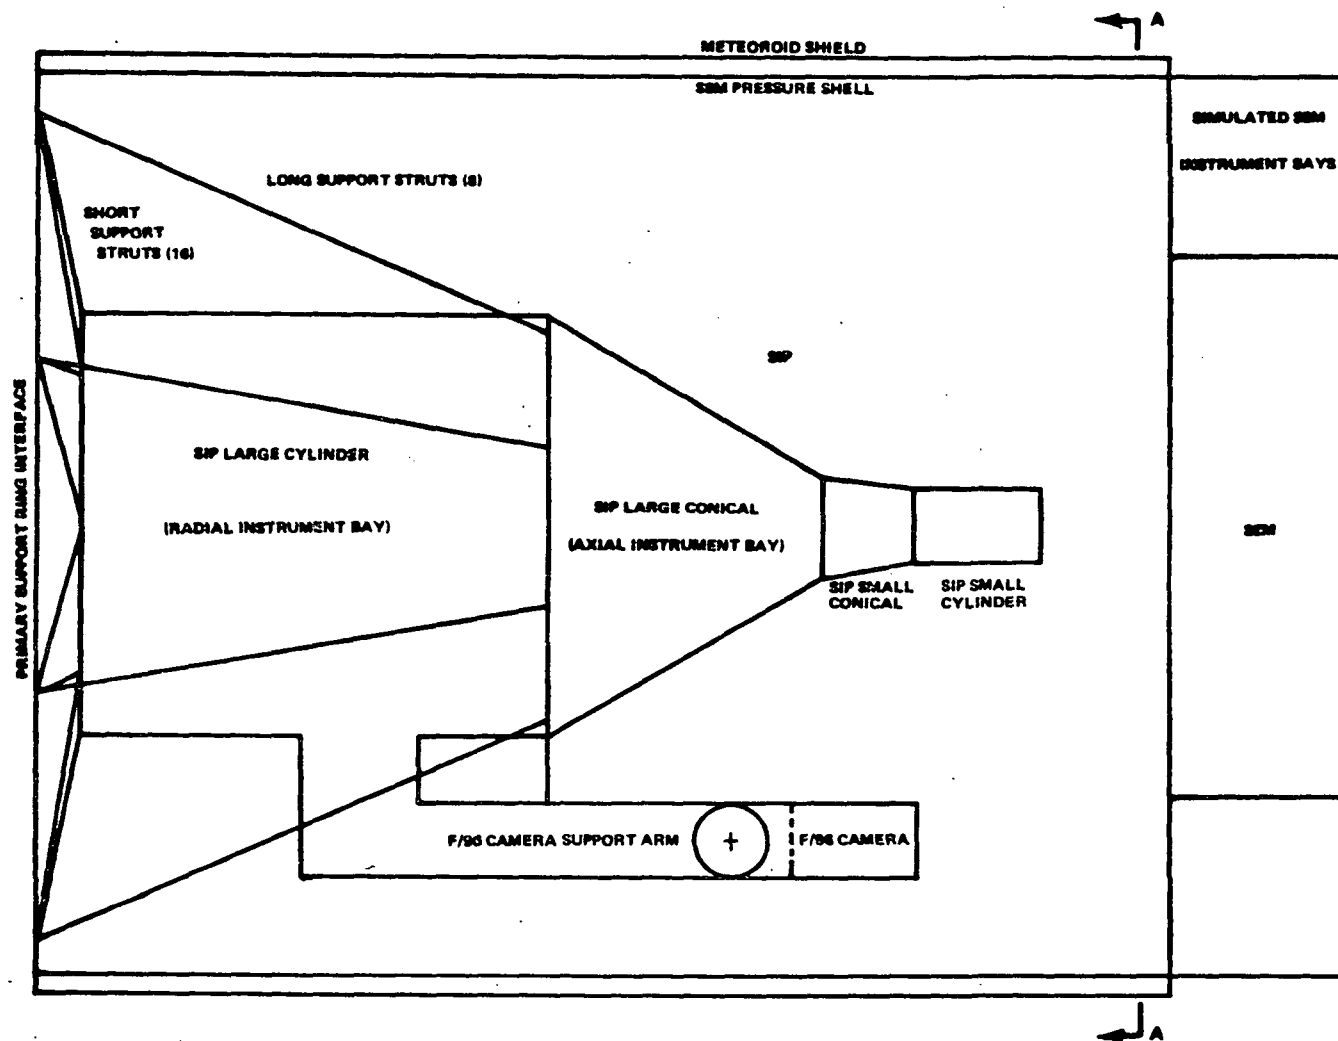 A
METEOROID SHIELD
SSM PRESSURE SHELL
SIMULATED SSM
INSTRUMENT BAYS
LONG SUPPORT STRUTS (8)
SHORT
SUPPORT
STRUTS (16)
SIP
PRIMARY SUPPORT RING INTERFACE
SIP LARGE CYLINDER
(RADIAL INSTRUMENT BAY)
SIP LARGE CONICAL
(AXIAL INSTRUMENT BAY)
SEM
SIP SMALL
CONICAL
SIP SMALL
CYLINDER
F/96 CAMERA SUPPORT ARM
F/96 CAMERA
A